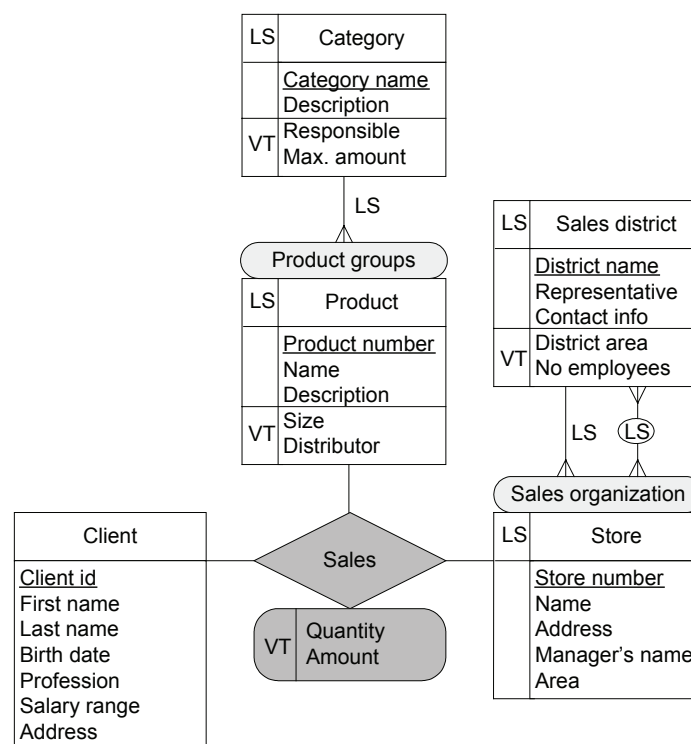 LS Category
Category name
Description
VT Responsible
Max. amount
LS
Product groups
LS Product
Product number
Name
Description
VT Size
Distributor
LS Sales district
District name
Representative
Contact info
VT District area
No employees
LS LS
Sales organization
LS Store
Store number
Name
Address
Manager's name
Area
Client
Client id
First name
Last name
Birth date
Profession
Salary range
Address
Sales
VT Quantity
Amount